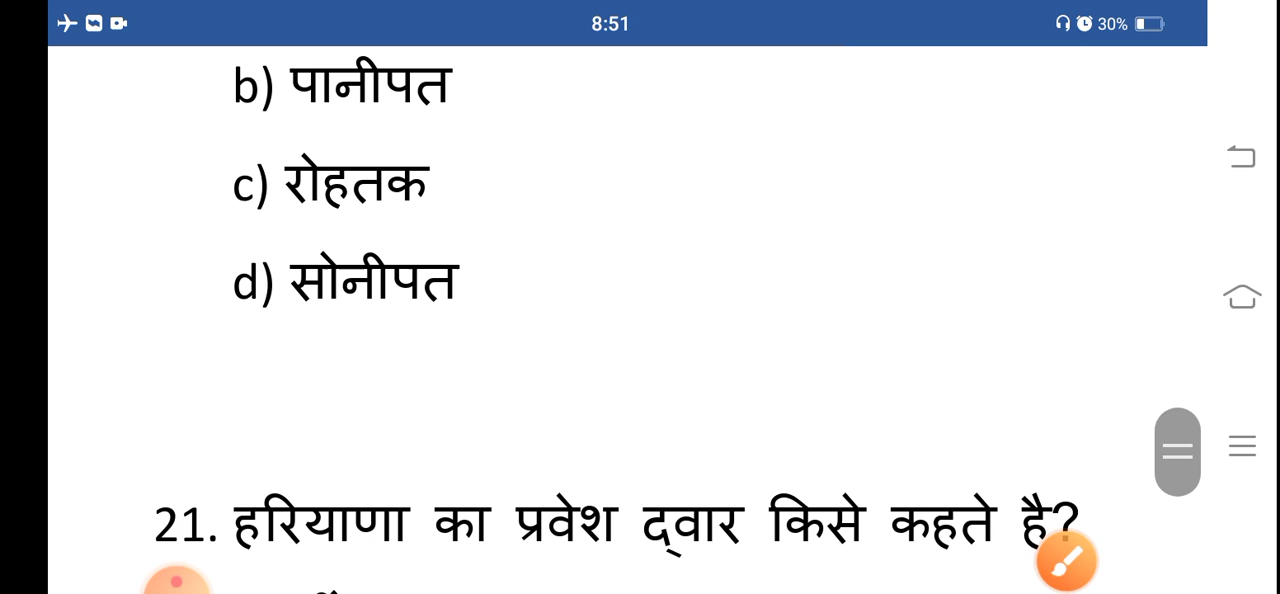 8:51
30%
b) पानीपत
c) रोहतक
d) सोनीपत
21. हरियाणा का प्रवेश द्वार किसे कहते है?